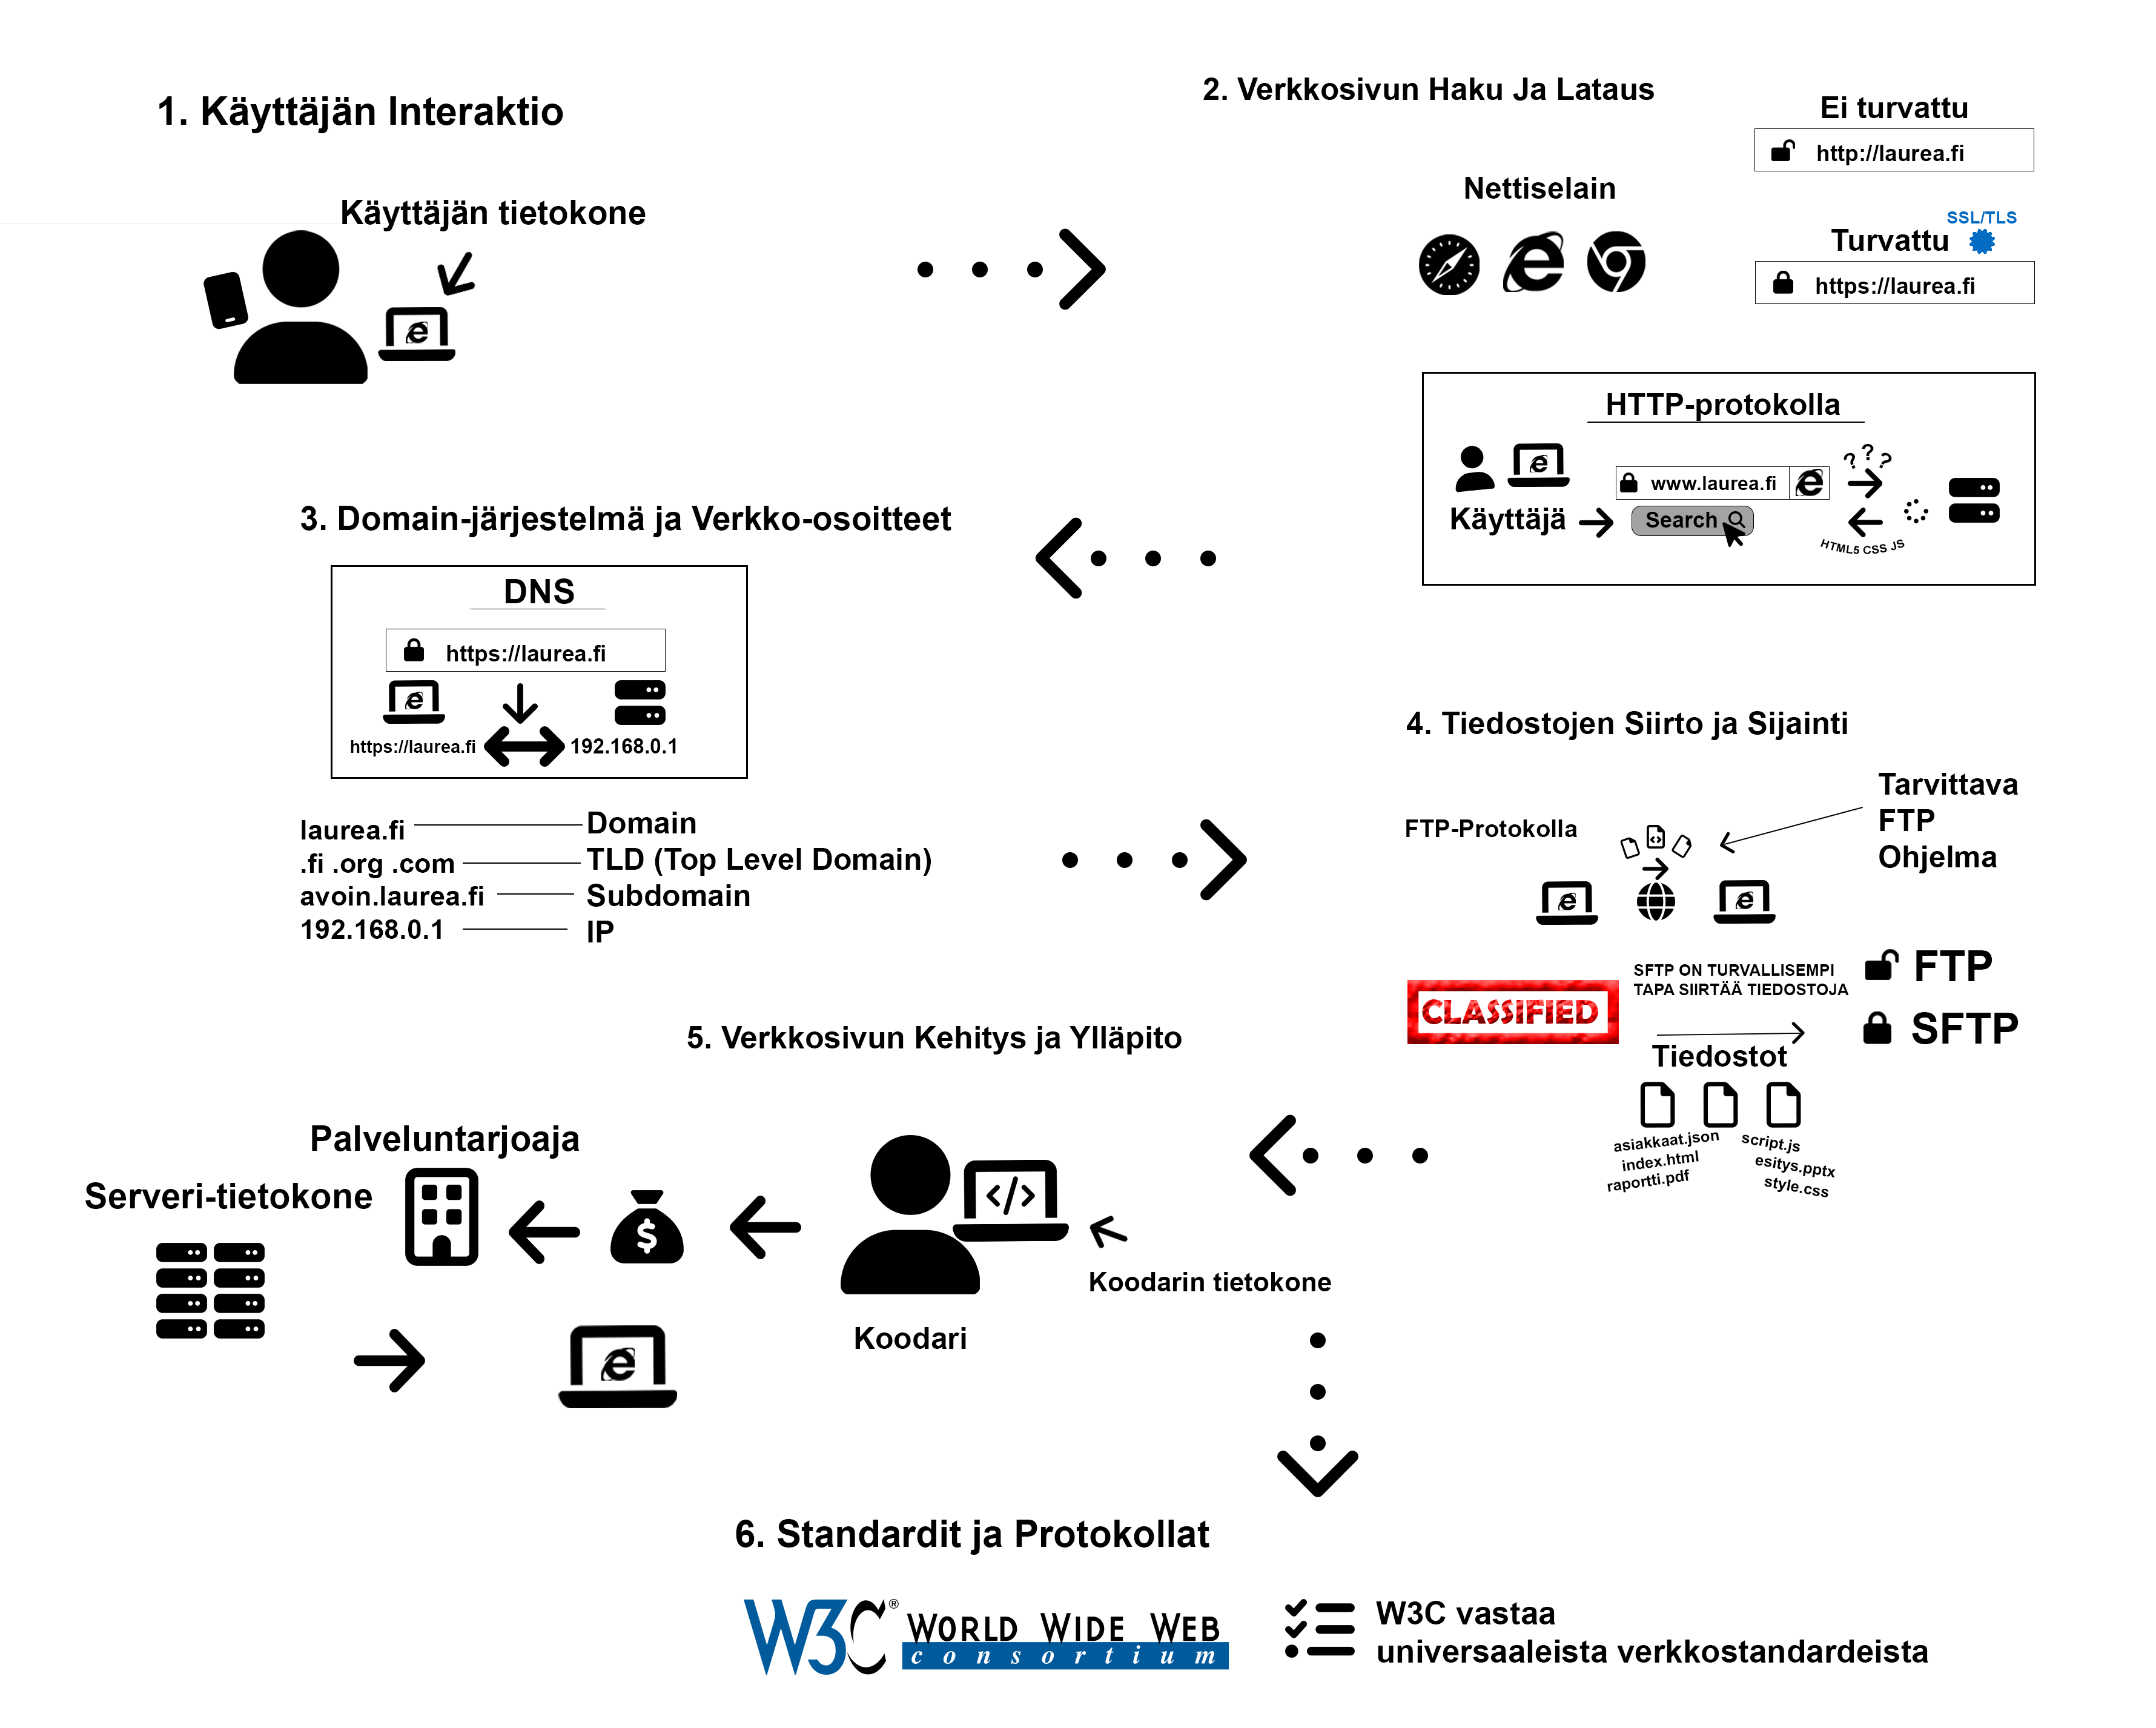 1. Käyttäjän Interaktio
Käyttäjän tietokone
2. Verkkosivun Haku Ja Lataus
Ei turvattu
http://laurea.fi
Nettiselain
SSL/TLS
Turvattu
https://laurea.fi
HTTP-protokolla
? ? ?
www.laurea.fi
Käyttäjä
Search
HTML5 CSS JS
3. Domain-järjestelmä ja Verkko-osoitteet
DNS
https://laurea.fi
https://laurea.fi
192.168.0.1
laurea.fi
Domain
.fi .org .com
TLD (Top Level Domain)
avoin.laurea.fi
Subdomain
192.168.0.1
IP
4. Tiedostojen Siirto ja Sijainti
Tarvittava
FTP
Ohjelma
FTP-Protokolla
SFTP ON TURVALLISEMPI
TAPA SIIRTÄÄ TIEDOSTOJA
FTP
CLASSIFIED
SFTP
Tiedostot
asiakkaat.json
index.html
raportti.pdf
script.js
esitys.pptx
style.css
5. Verkkosivun Kehitys ja Ylläpito
Palveluntarjoaja
Serveri-tietokone
$
</>
Koodarin tietokone
Koodari
6. Standardit ja Protokollat
W3C®
WORLD WIDE WEB
consortium
W3C vastaa
universaaleista verkkostandardeista